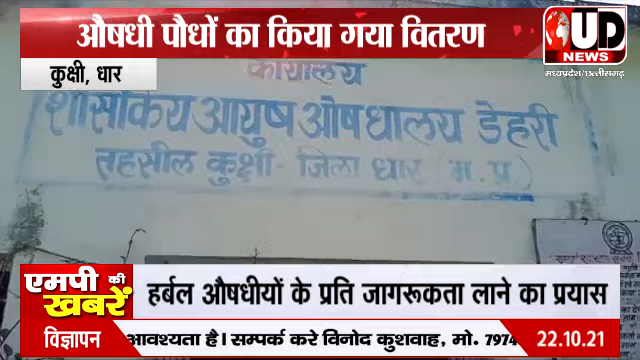 औषधी पौधों का किया गया वितरण
UD
NEWS
मध्यप्रदेश/छत्तीसगढ़
कुक्षी, धार
कार्यालय
शासकिय आयुष औषधालय डेहरी
तहसील कुक्षी - जिला धार (म.प्र.)
एमपी की खबरें
हर्बल औषधीयों के प्रति जागरूकता लाने का प्रयास
विज्ञापन
आवश्यता है। सम्पर्क करे विनोद कुशवाह, मो. 7974
22.10.21